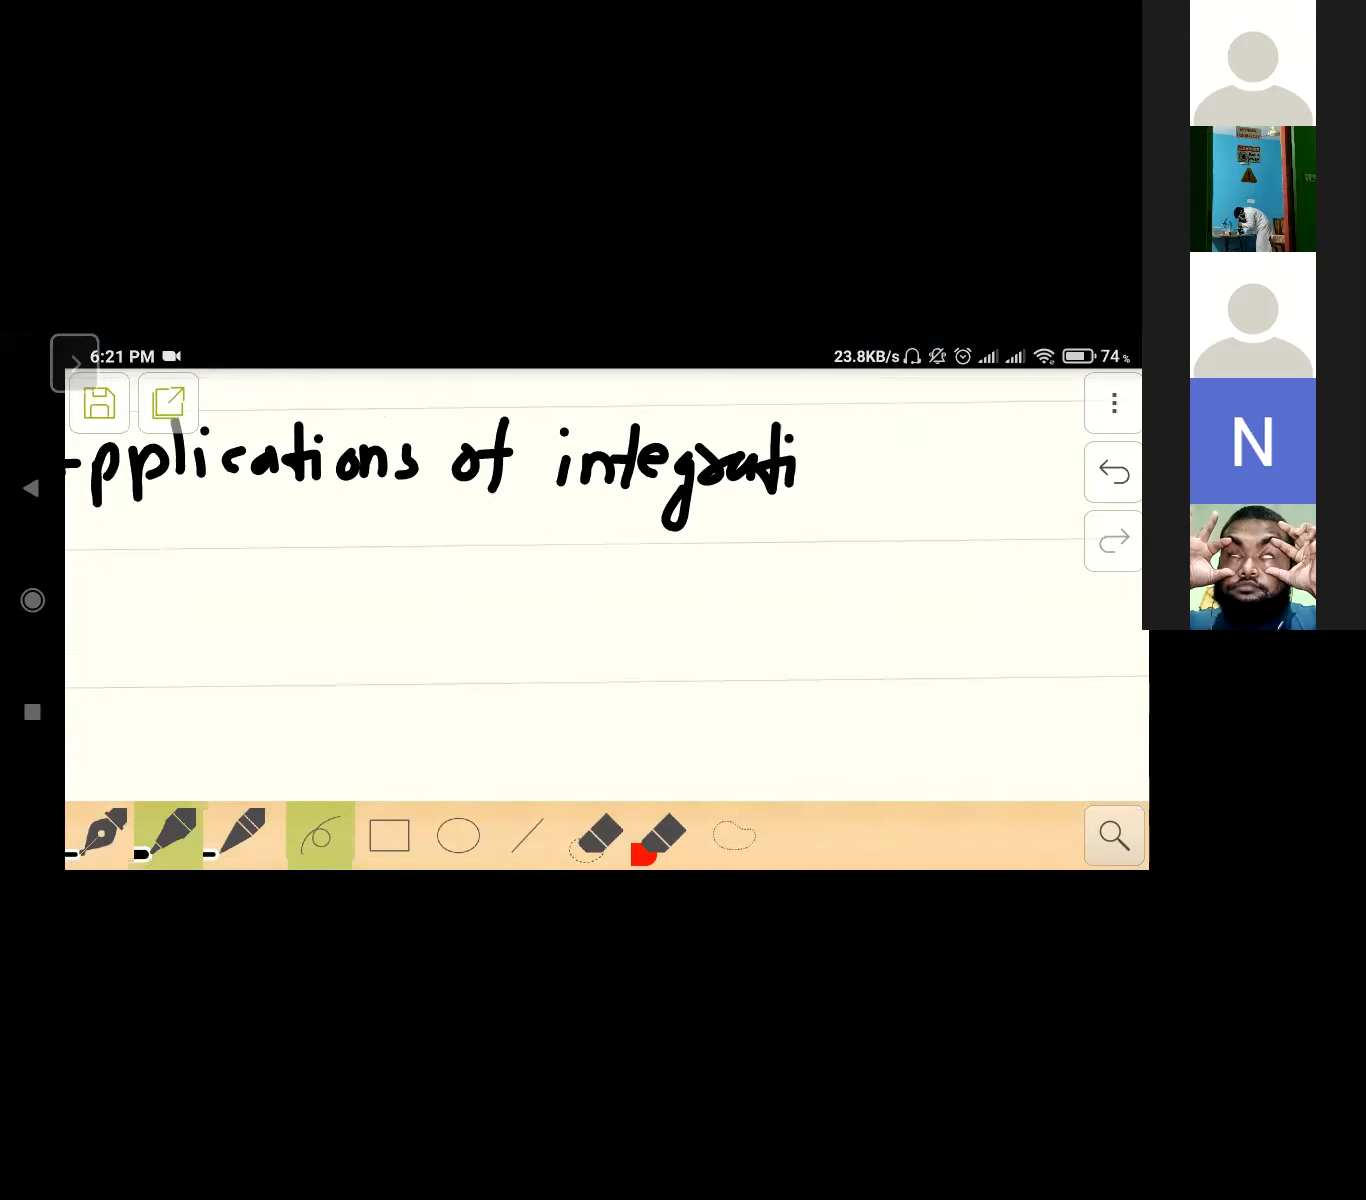 6:21 PM
23.8KB/s 74%
pplications of integrati
N